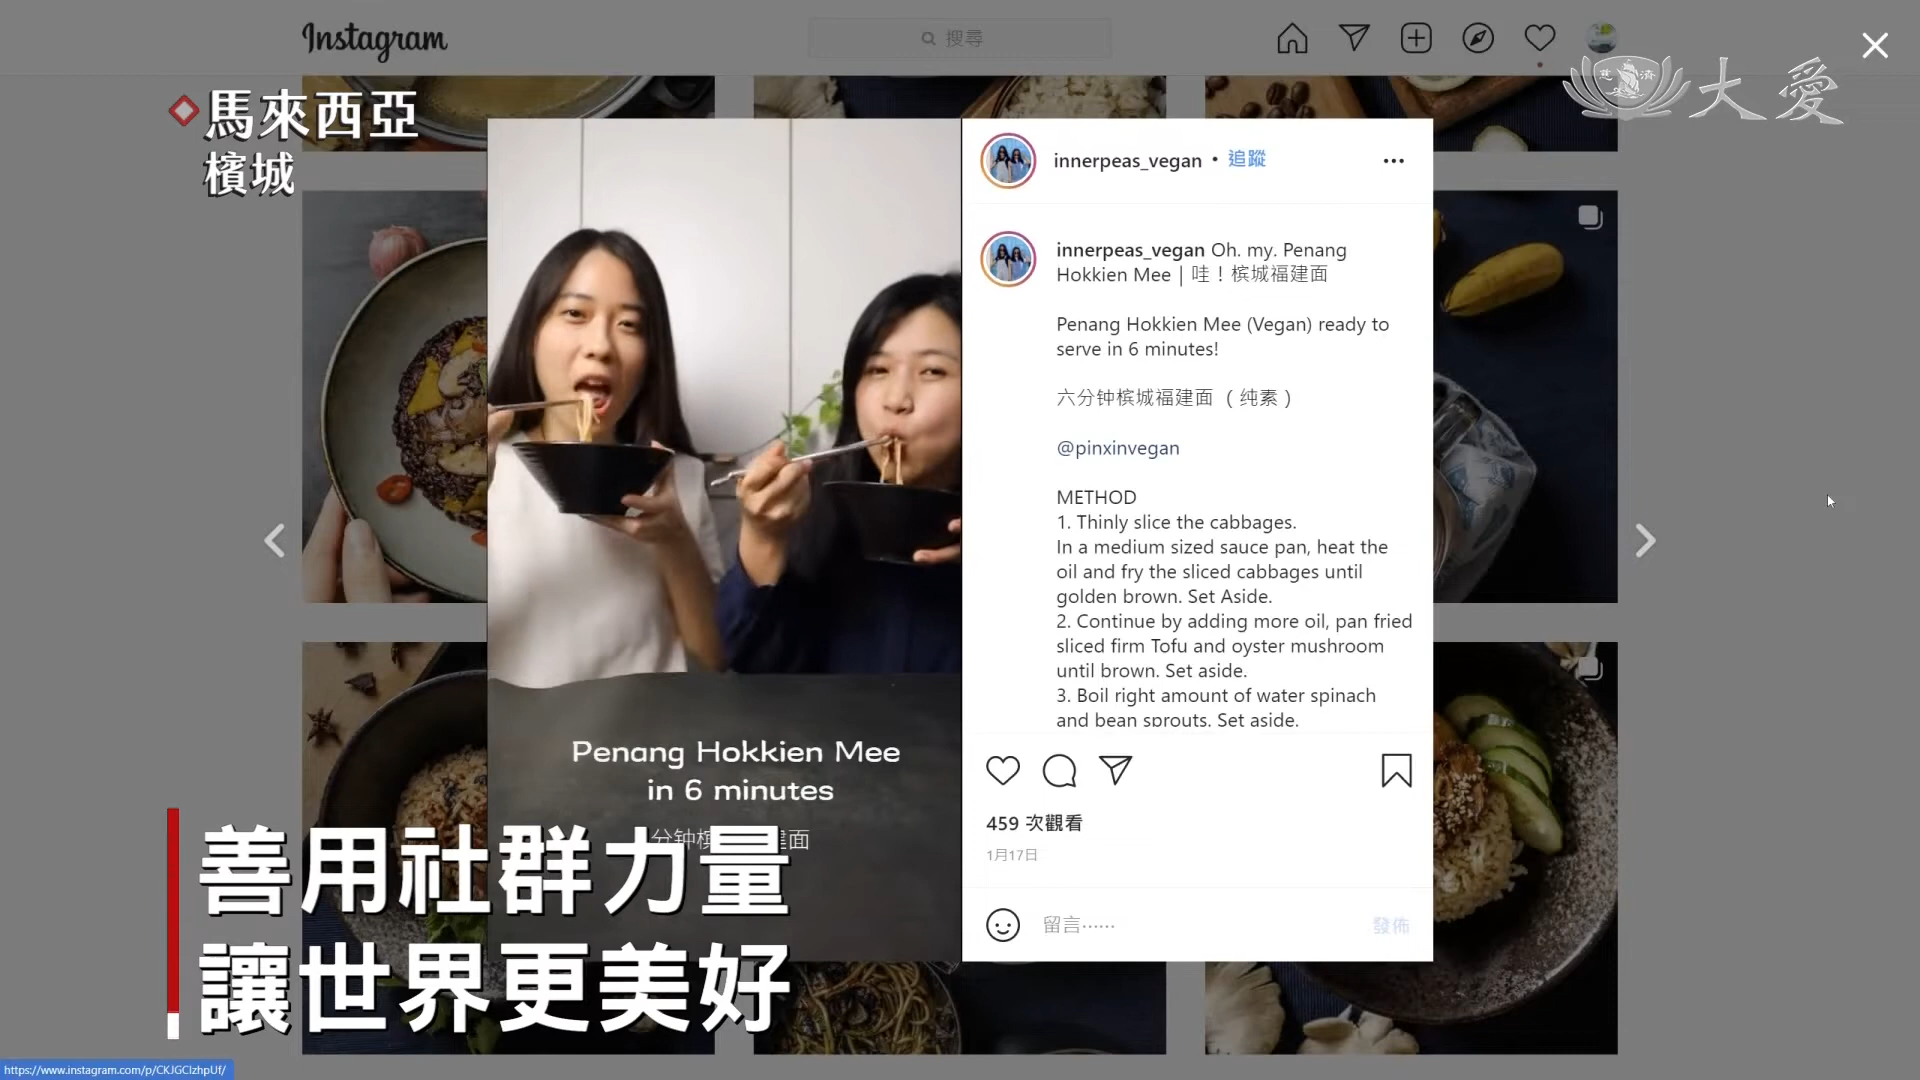 Instagram
搜尋
慈濟
大愛
馬來西亞
檳城
innerpeas_vegan • 追蹤
innerpeas_vegan Oh. my. Penang
Hokkien Mee | 哇！槟城福建面
Penang Hokkien Mee (Vegan) ready to
serve in 6 minutes!
六分钟槟城福建面 （纯素）
@pinxinvegan
METHOD
1. Thinly slice the cabbages.
In a medium sized sauce pan, heat the
oil and fry the sliced cabbages until
golden brown. Set Aside.
2. Continue by adding more oil, pan fried
sliced firm Tofu and oyster mushroom
until brown. Set aside.
3. Boil right amount of water spinach
and bean sprouts. Set aside.
Penang Hokkien Mee
in 6 minutes
分钟槟 建面
459 次觀看
1月17日
留言......
發佈
善用社群力量
讓世界更美好
https://www.instagram.com/p/CKJGClzhpUf/